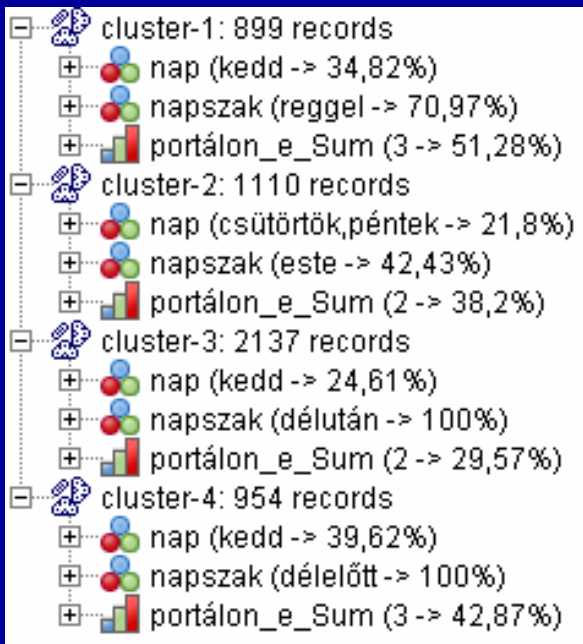 cluster-1: 899 records
nap (kedd -> 34,82%)
napszak (reggel -> 70,97%)
portálon_e_Sum (3 -> 51,28%)
cluster-2: 1110 records
nap (csütörtök,péntek -> 21,8%)
napszak (este -> 42,43%)
portálon_e_Sum (2 -> 38,2%)
cluster-3: 2137 records
nap (kedd -> 24,61%)
napszak (délután -> 100%)
portálon_e_Sum (2 -> 29,57%)
cluster-4: 954 records
nap (kedd -> 39,62%)
napszak (délelőtt -> 100%)
portálon_e_Sum (3 -> 42,87%)